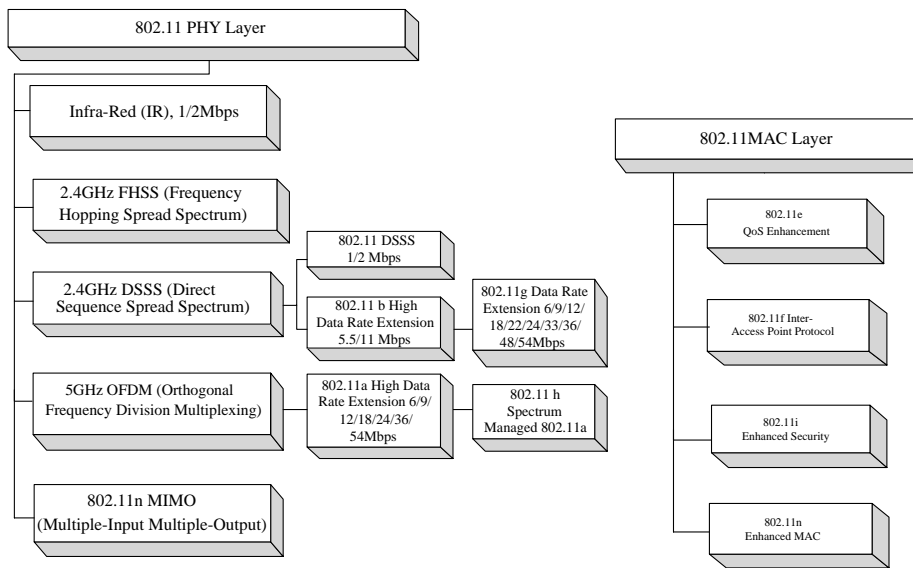 802.11 PHY Layer
Infra-Red (IR), 1/2Mbps
2.4GHz FHSS (Frequency
Hopping Spread Spectrum)
2.4GHz DSSS (Direct
Sequence Spread Spectrum)
802.11 DSSS
1/2 Mbps
802.11 b High
Data Rate Extension
5.5/11 Mbps
802.11g Data Rate
Extension 6/9/12/
18/22/24/33/36/
48/54Mbps
5GHz OFDM (Orthogonal
Frequency Division Multiplexing)
802.11a High Data
Rate Extension 6/9/
12/18/24/36/
54Mbps
802.11 h
Spectrum
Managed 802.11a
802.11n MIMO
(Multiple-Input Multiple-Output)
802.11MAC Layer
802.11e
QoS Enhancement
802.11f Inter-
Access Point Protocol
802.11i
Enhanced Security
802.11n
Enhanced MAC